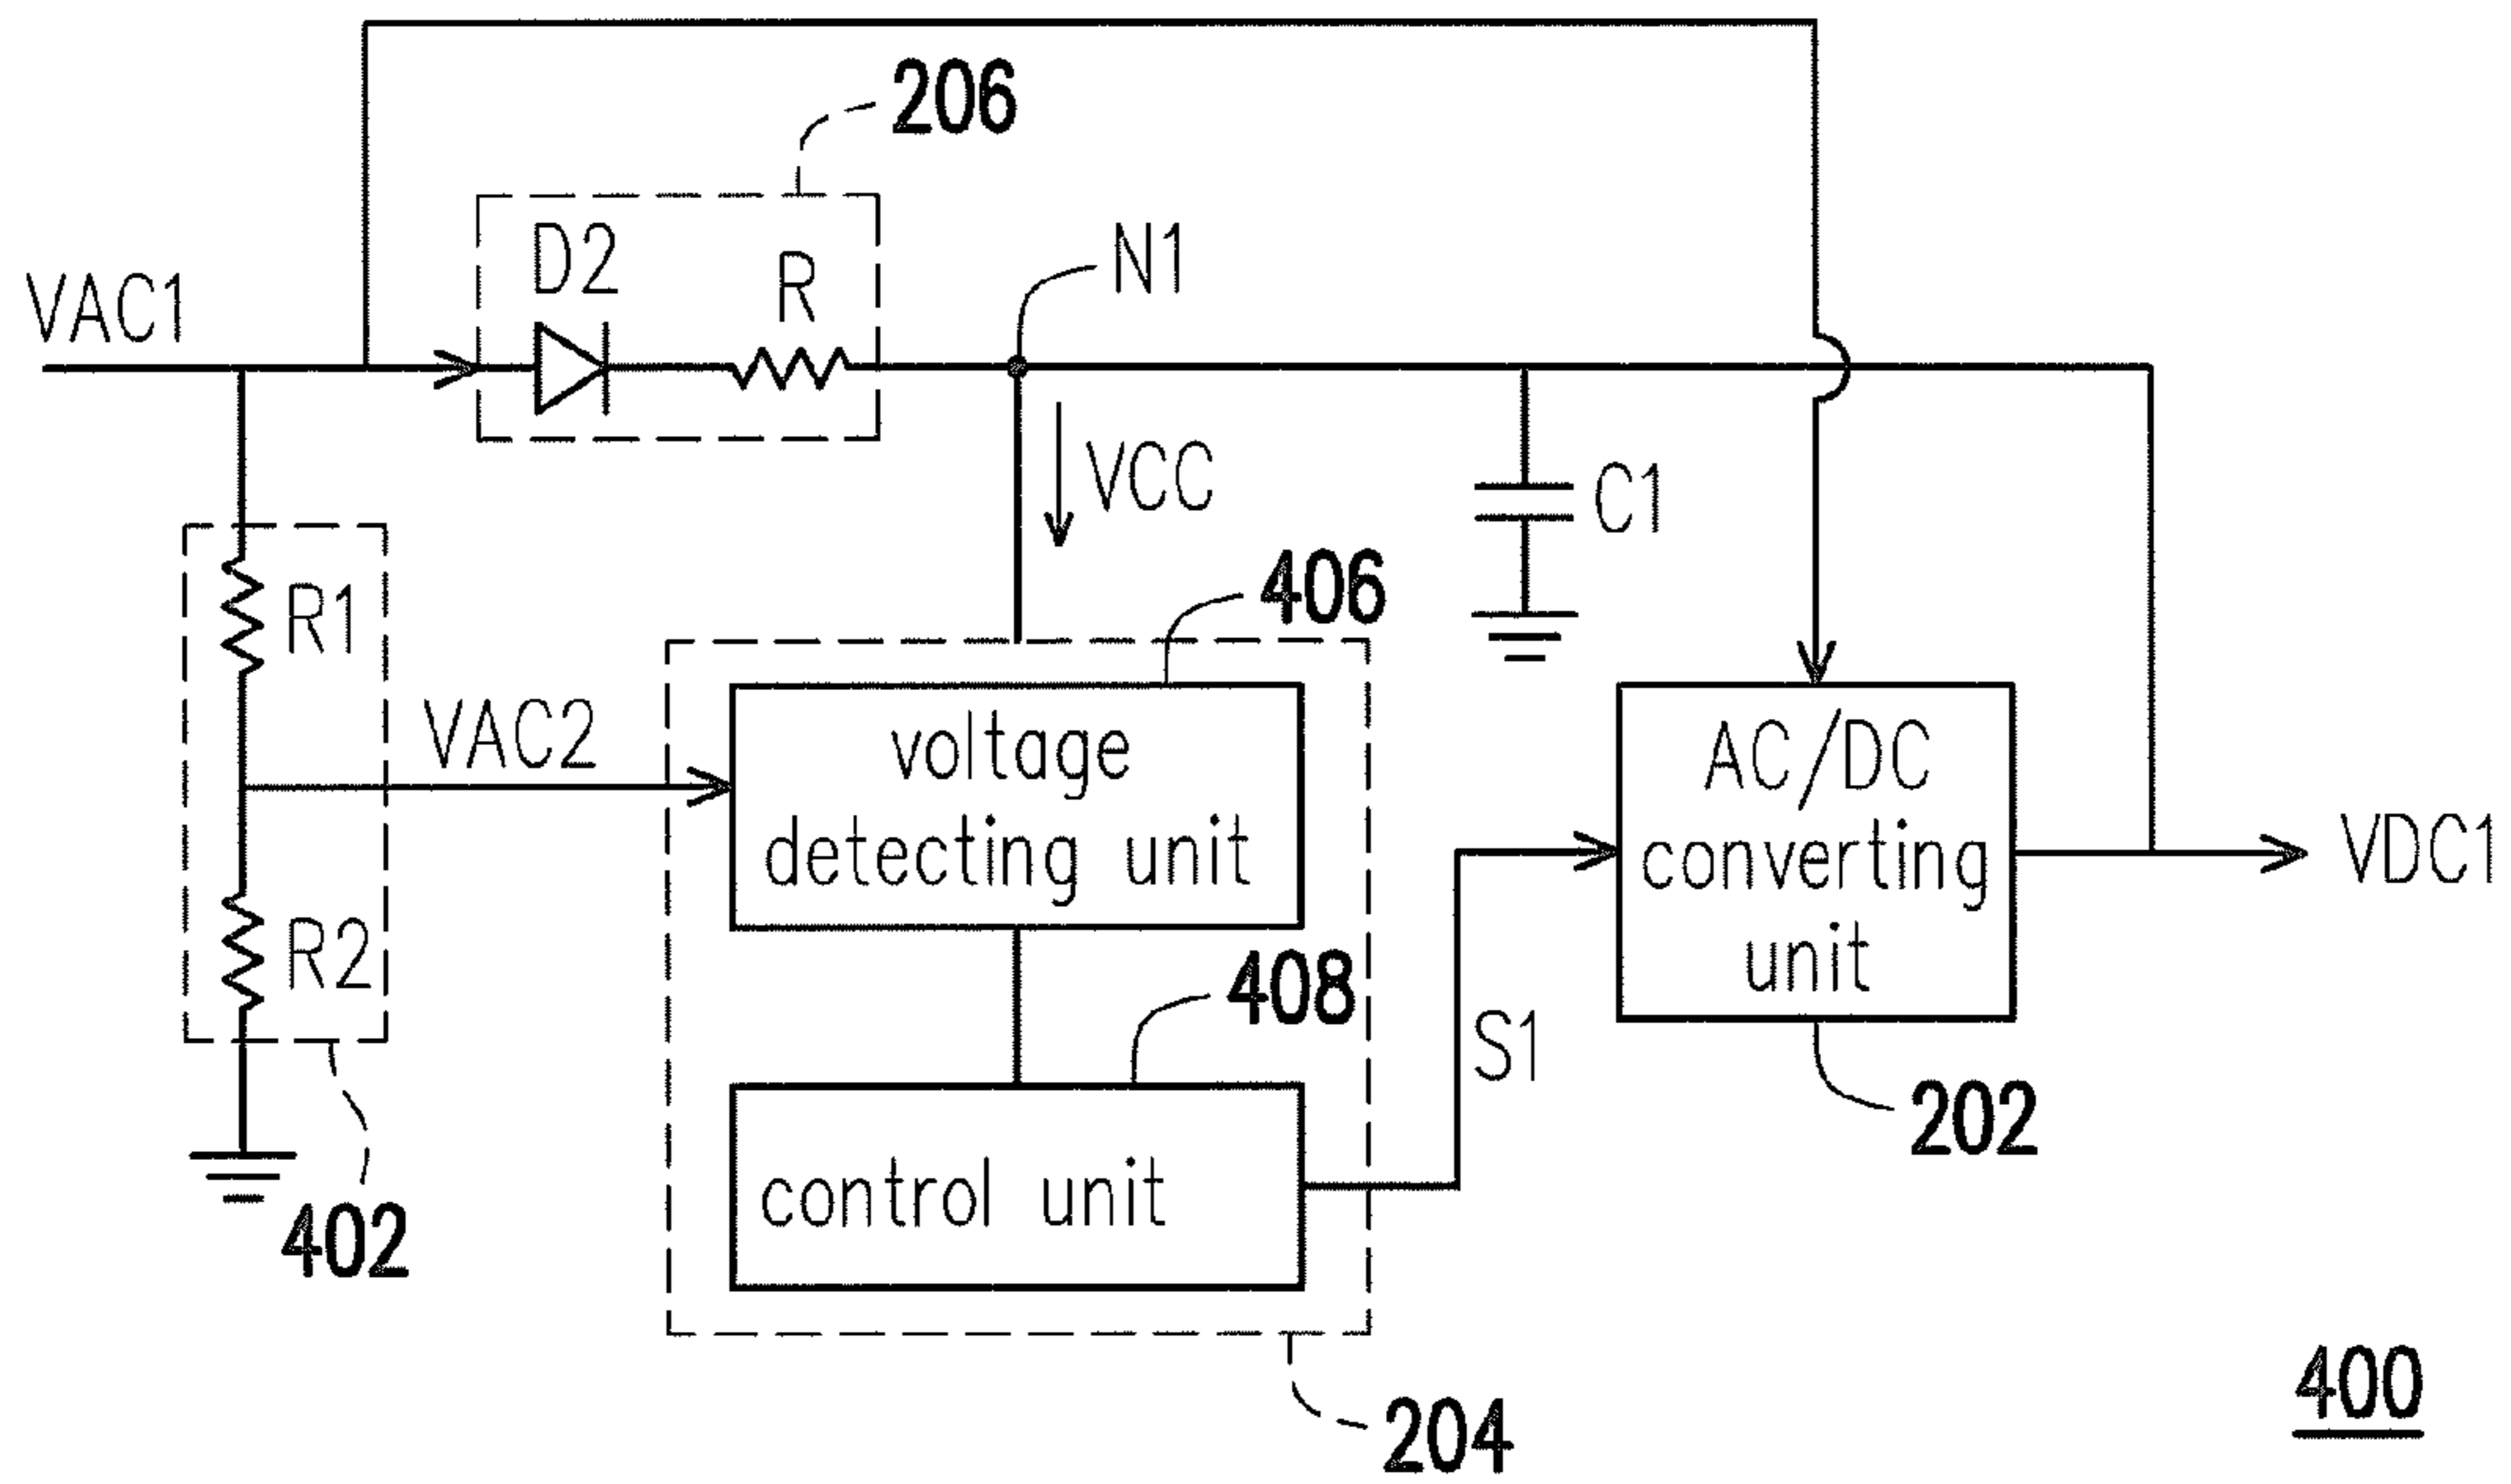 206
D2
R
N1
VAC1
VCC
C1
406
R1
VAC2
voltage
detecting unit
AC/DC
converting
unit
VDC1
R2
408
S1
202
control unit
402
400
204